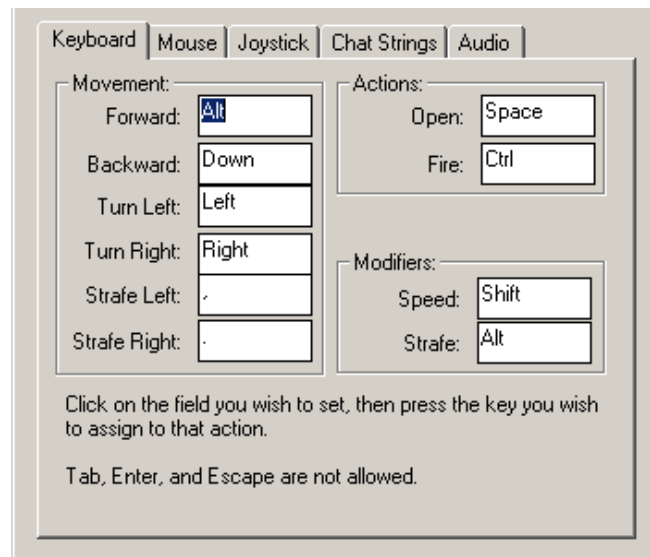 Keyboard Mouse Joystick Chat Strings Audio
Movement:
Forward: Alt
Backward: Down
Turn Left: Left
Turn Right: Right
Strafe Left: ,
Strafe Right: .
Actions:
Open: Space
Fire: Ctrl
Modifiers:
Speed: Shift
Strafe: Alt
Click on the field you wish to set, then press the key you wish
to assign to that action.
Tab, Enter, and Escape are not allowed.